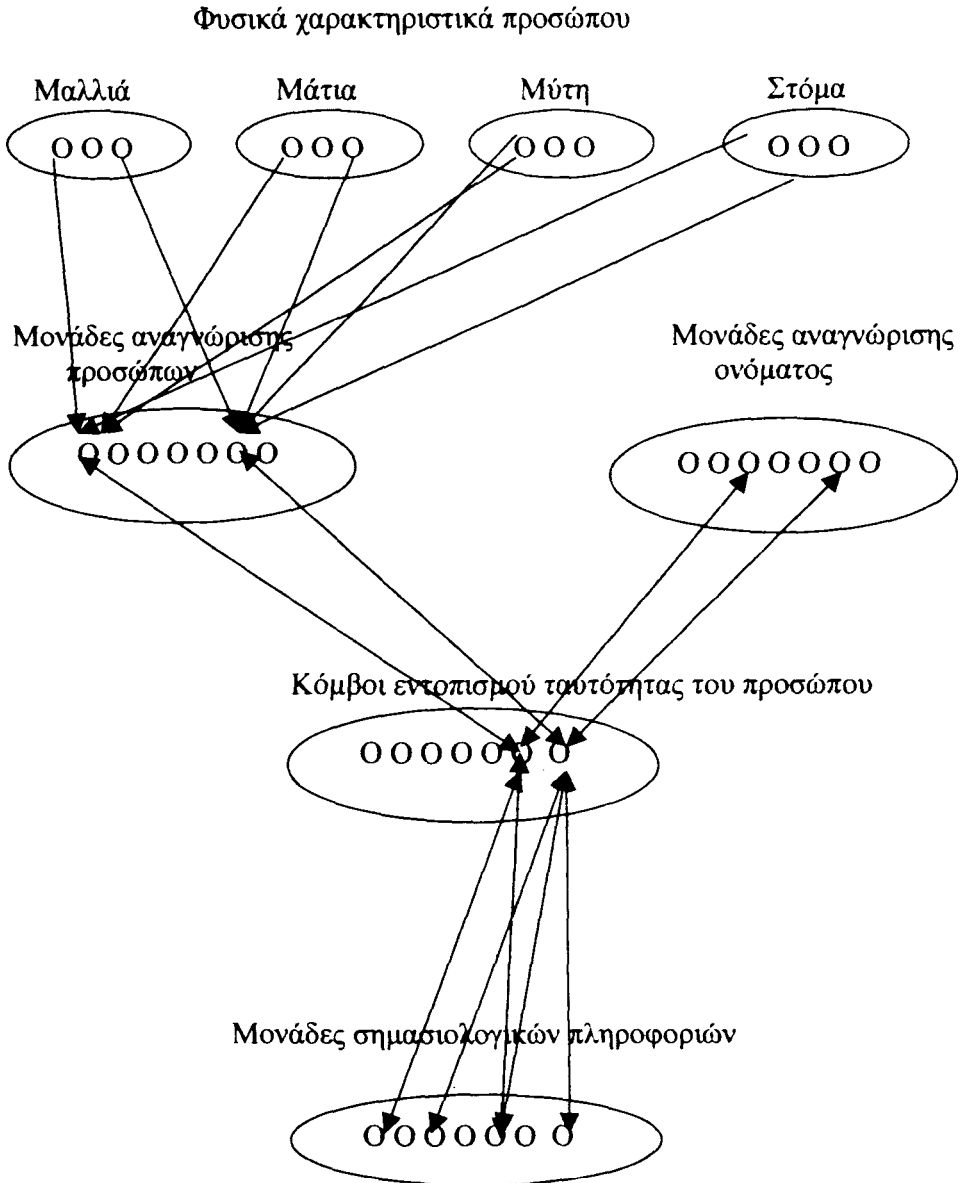 Φυσικά χαρακτηριστικά προσώπου
Μαλλιά Μάτια Μύτη Στόμα
Ο Ο Ο Ο Ο Ο Ο Ο Ο Ο Ο Ο
Μονάδες αναγνώρισης
προσώπων
Μονάδες αναγνώρισης
ονόματος
Ο Ο Ο Ο Ο Ο Ο
Ο Ο Ο Ο Ο Ο Ο
Κόμβοι εντοπισμού ταυτότητας του προσώπου
Ο Ο Ο Ο Ο Ο Ο
Μονάδες σημασιολογικών πληροφοριών
Ο Ο Ο Ο Ο Ο Ο